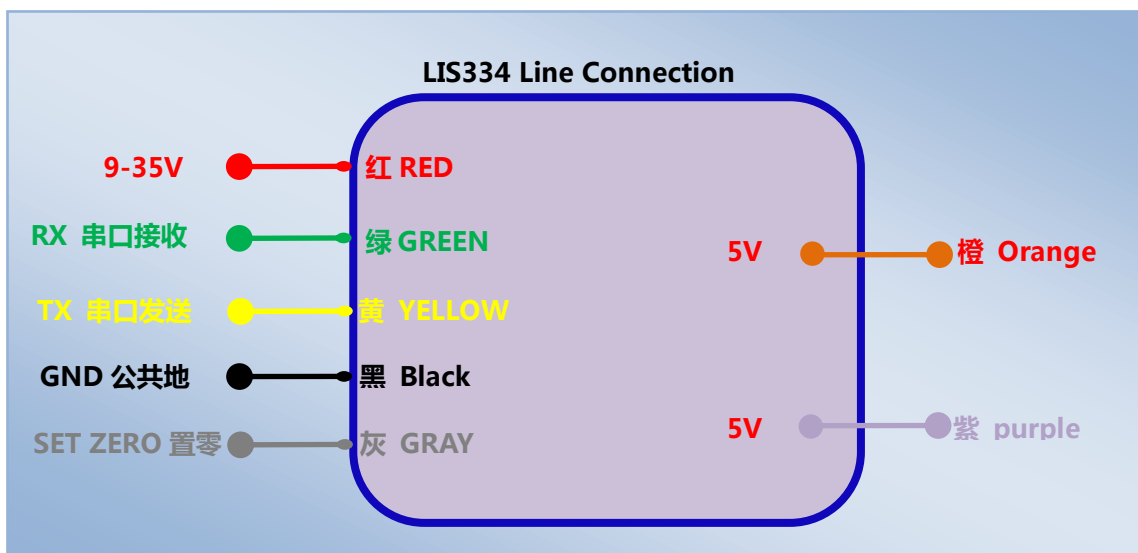 LIS334 Line Connection
9-35V 红 RED
RX 串口接收 绿 GREEN
5V 橙 Orange
TX 串口发送 黄 YELLOW
GND 公共地 黑 Black
SET ZERO 置零 灰 GRAY
5V 紫 purple